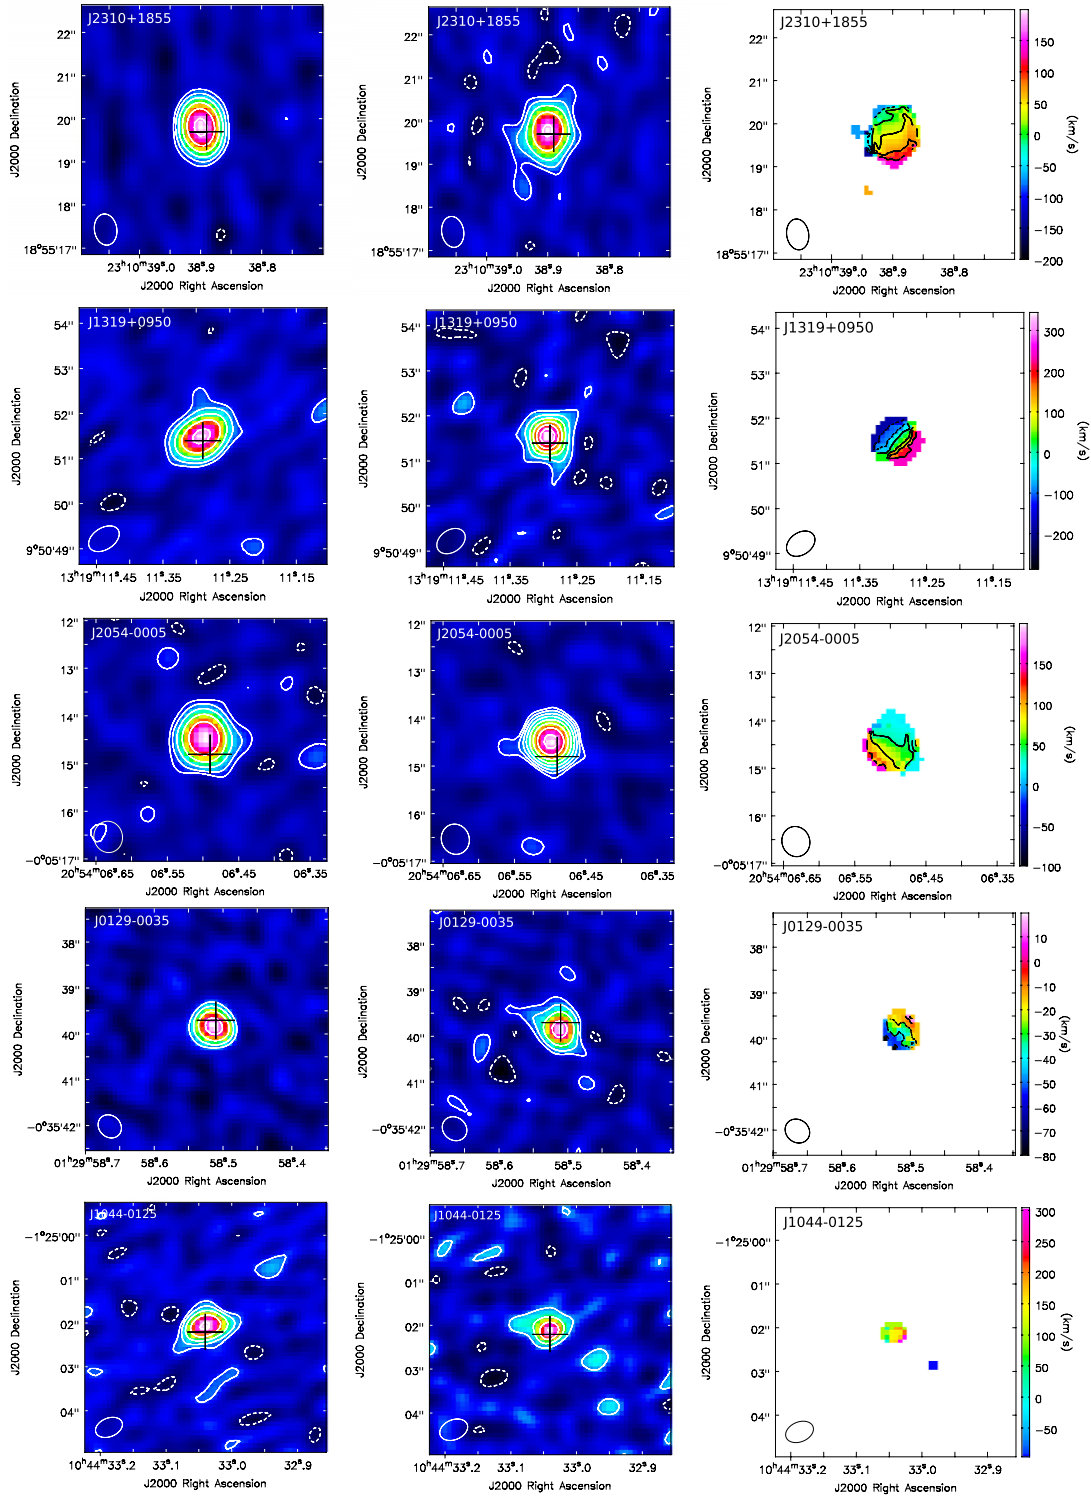 J2310+1855
22"
21"
20"
19"
18"
18°55'17"
J2000 Declination
23h10m39s.0 38s.9 38s.8
J2000 Right Ascension
J2310+1855
22"
21"
20"
19"
18"
18°55'17"
J2000 Declination
23h10m39s.0 38s.9 38s.8
J2000 Right Ascension
J2310+1855
22"
21"
20"
19"
18"
18°55'17"
J2000 Declination
23h10m39s.0 38s.9 38s.8
J2000 Right Ascension
150
100
50
0
−50
−100
−150
−200
(km/s)
J1319+0950
54"
53"
52"
51"
50"
9°50'49"
J2000 Declination
13h19m11s.45 11s.35 11s.25 11s.15
J2000 Right Ascension
J1319+0950
54"
53"
52"
51"
50"
9°50'49"
J2000 Declination
13h19m11s.45 11s.35 11s.25 11s.15
J2000 Right Ascension
J1319+0950
54"
53"
52"
51"
50"
9°50'49"
J2000 Declination
13h19m11s.45 11s.35 11s.25 11s.15
J2000 Right Ascension
300
200
100
0
−100
−200
(km/s)
J2054-0005
12"
13"
14"
15"
16"
−0°05'17"
J2000 Declination
20h54m06s.65 06s.55 06s.45 06s.35
J2000 Right Ascension
J2054-0005
12"
13"
14"
15"
16"
−0°05'17"
J2000 Declination
20h54m06s.65 06s.55 06s.45 06s.35
J2000 Right Ascension
J2054-0005
12"
13"
14"
15"
16"
−0°05'17"
J2000 Declination
20h54m06s.65 06s.55 06s.45 06s.35
J2000 Right Ascension
150
100
50
0
−50
−100
(km/s)
J0129-0035
38"
39"
40"
41"
−0°35'42"
J2000 Declination
01h29m58s.7 58s.6 58s.5 58s.4
J2000 Right Ascension
J0129-0035
38"
39"
40"
41"
−0°35'42"
J2000 Declination
01h29m58s.7 58s.6 58s.5 58s.4
J2000 Right Ascension
J0129-0035
38"
39"
40"
41"
−0°35'42"
J2000 Declination
01h29m58s.7 58s.6 58s.5 58s.4
J2000 Right Ascension
10
0
−10
−20
−30
−40
−50
−60
−70
−80
(km/s)
J1044-0125
−1°25'00"
01"
02"
03"
04"
J2000 Declination
10h44m33s.2 33s.1 33s.0 32s.9
J2000 Right Ascension
J1044-0125
−1°25'00"
01"
02"
03"
04"
J2000 Declination
10h44m33s.2 33s.1 33s.0 32s.9
J2000 Right Ascension
J1044-0125
−1°25'00"
01"
02"
03"
04"
J2000 Declination
10h44m33s.2 33s.1 33s.0 32s.9
J2000 Right Ascension
300
250
200
150
100
50
0
−50
(km/s)